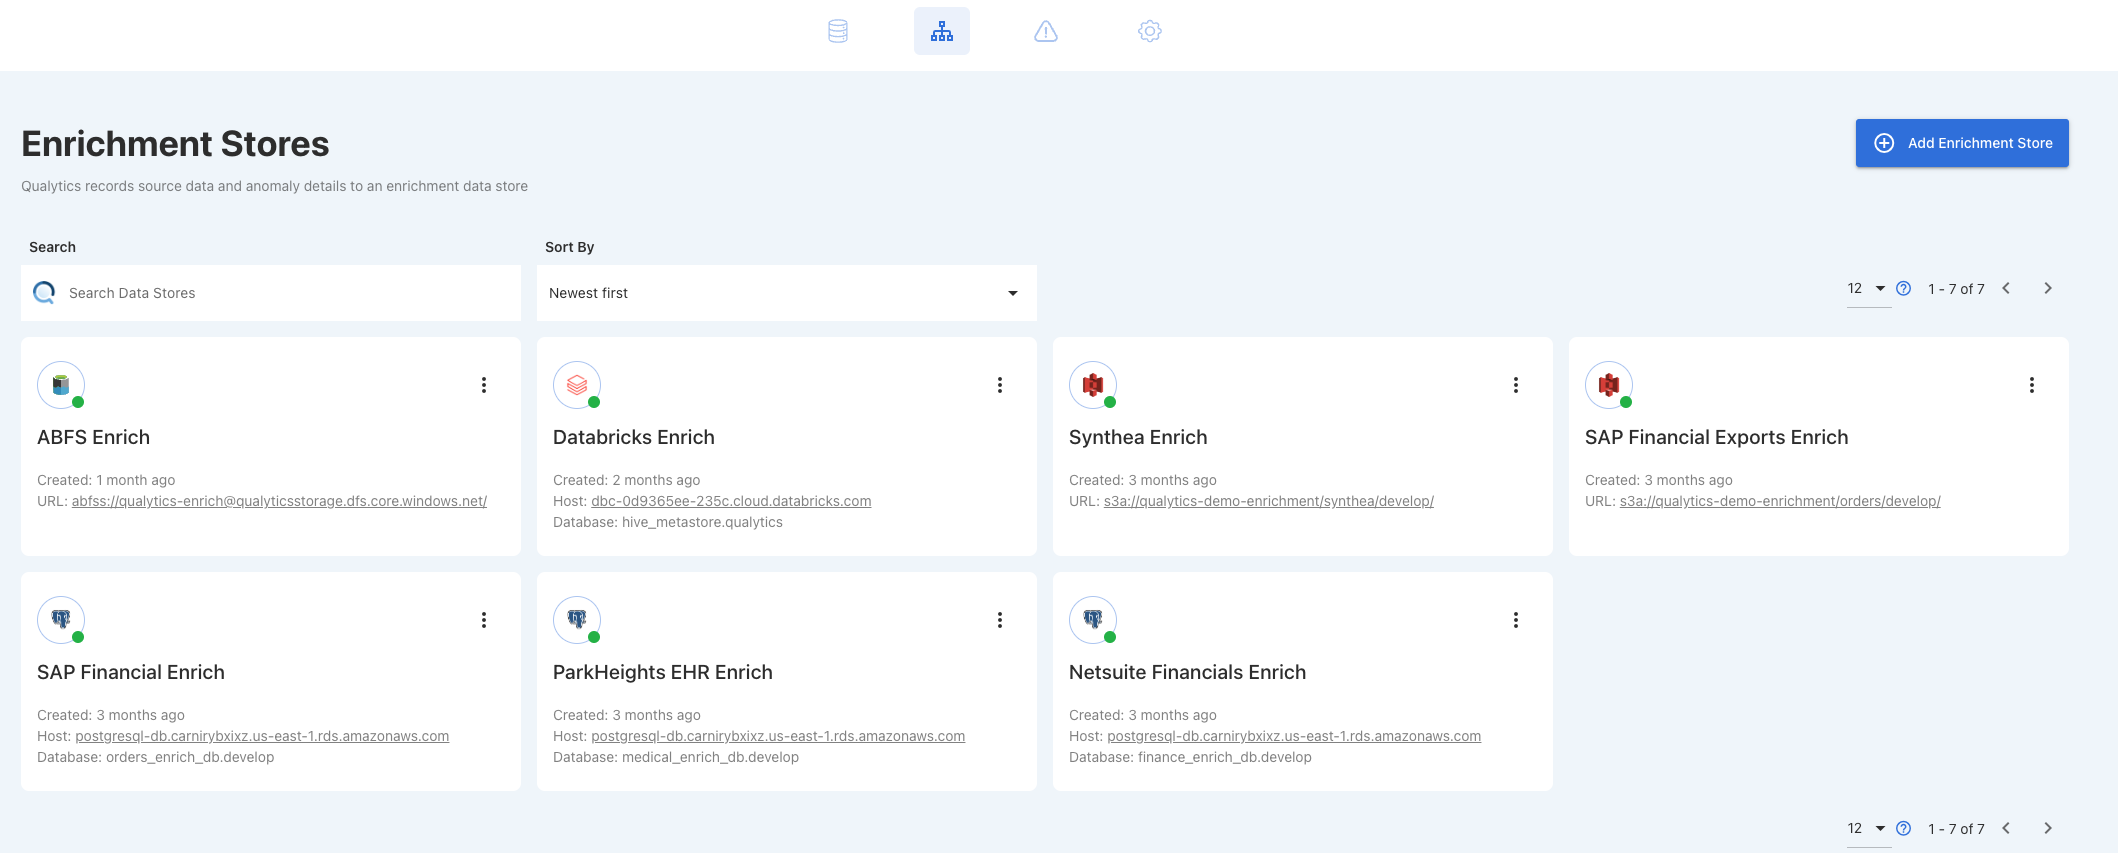 Enrichment Stores
Add Enrichment Store
Qualytics records source data and anomaly details to an enrichment data store
Search
Sort By
Search Data Stores
Newest first
12
1 - 7 of 7
ABFS Enrich
Created: 1 month ago
URL: abfss://qualytics-enrich@qualyticsstorage.dfs.core.windows.net/
Databricks Enrich
Created: 2 months ago
Host: dbc-0d9365ee-235c.cloud.databricks.com
Database: hive_metastore.qualytics
Synthea Enrich
Created: 3 months ago
URL: s3a://qualytics-demo-enrichment/synthea/develop/
SAP Financial Exports Enrich
Created: 3 months ago
URL: s3a://qualytics-demo-enrichment/orders/develop/
SAP Financial Enrich
Created: 3 months ago
Host: postgresql-db.carnirybxixz.us-east-1.rds.amazonaws.com
Database: orders_enrich_db.develop
ParkHeights EHR Enrich
Created: 3 months ago
Host: postgresql-db.carnirybxixz.us-east-1.rds.amazonaws.com
Database: medical_enrich_db.develop
Netsuite Financials Enrich
Created: 3 months ago
Host: postgresql-db.carnirybxixz.us-east-1.rds.amazonaws.com
Database: finance_enrich_db.develop
12
1 - 7 of 7